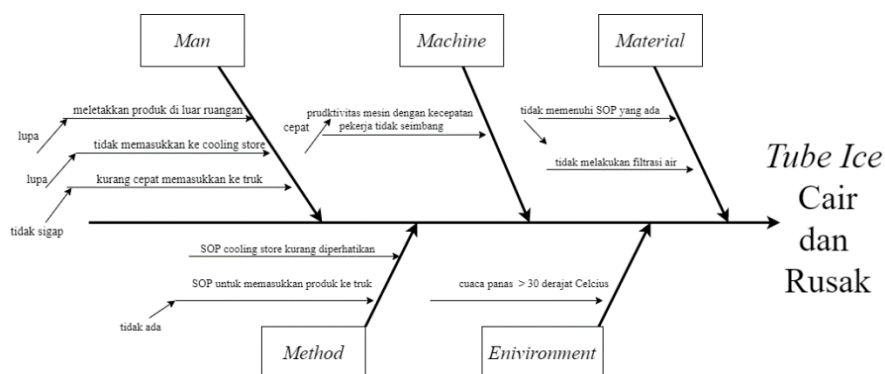 Man
Machine
Material
meletakkan produk di luar ruangan
lupa
tidak memasukkan ke cooling store
lupa
kurang cepat memasukkan ke truk
tidak sigap
prudktivitas mesin dengan kecepatan
pekerja tidak seimbang
cepat
tidak memenuhi SOP yang ada
tidak melakukan filtrasi air
Tube Ice
Cair
dan
Rusak
SOP cooling store kurang diperhatikan
SOP untuk memasukkan produk ke truk
tidak ada
cuaca panas > 30 derajat Celcius
Method
Enivironment